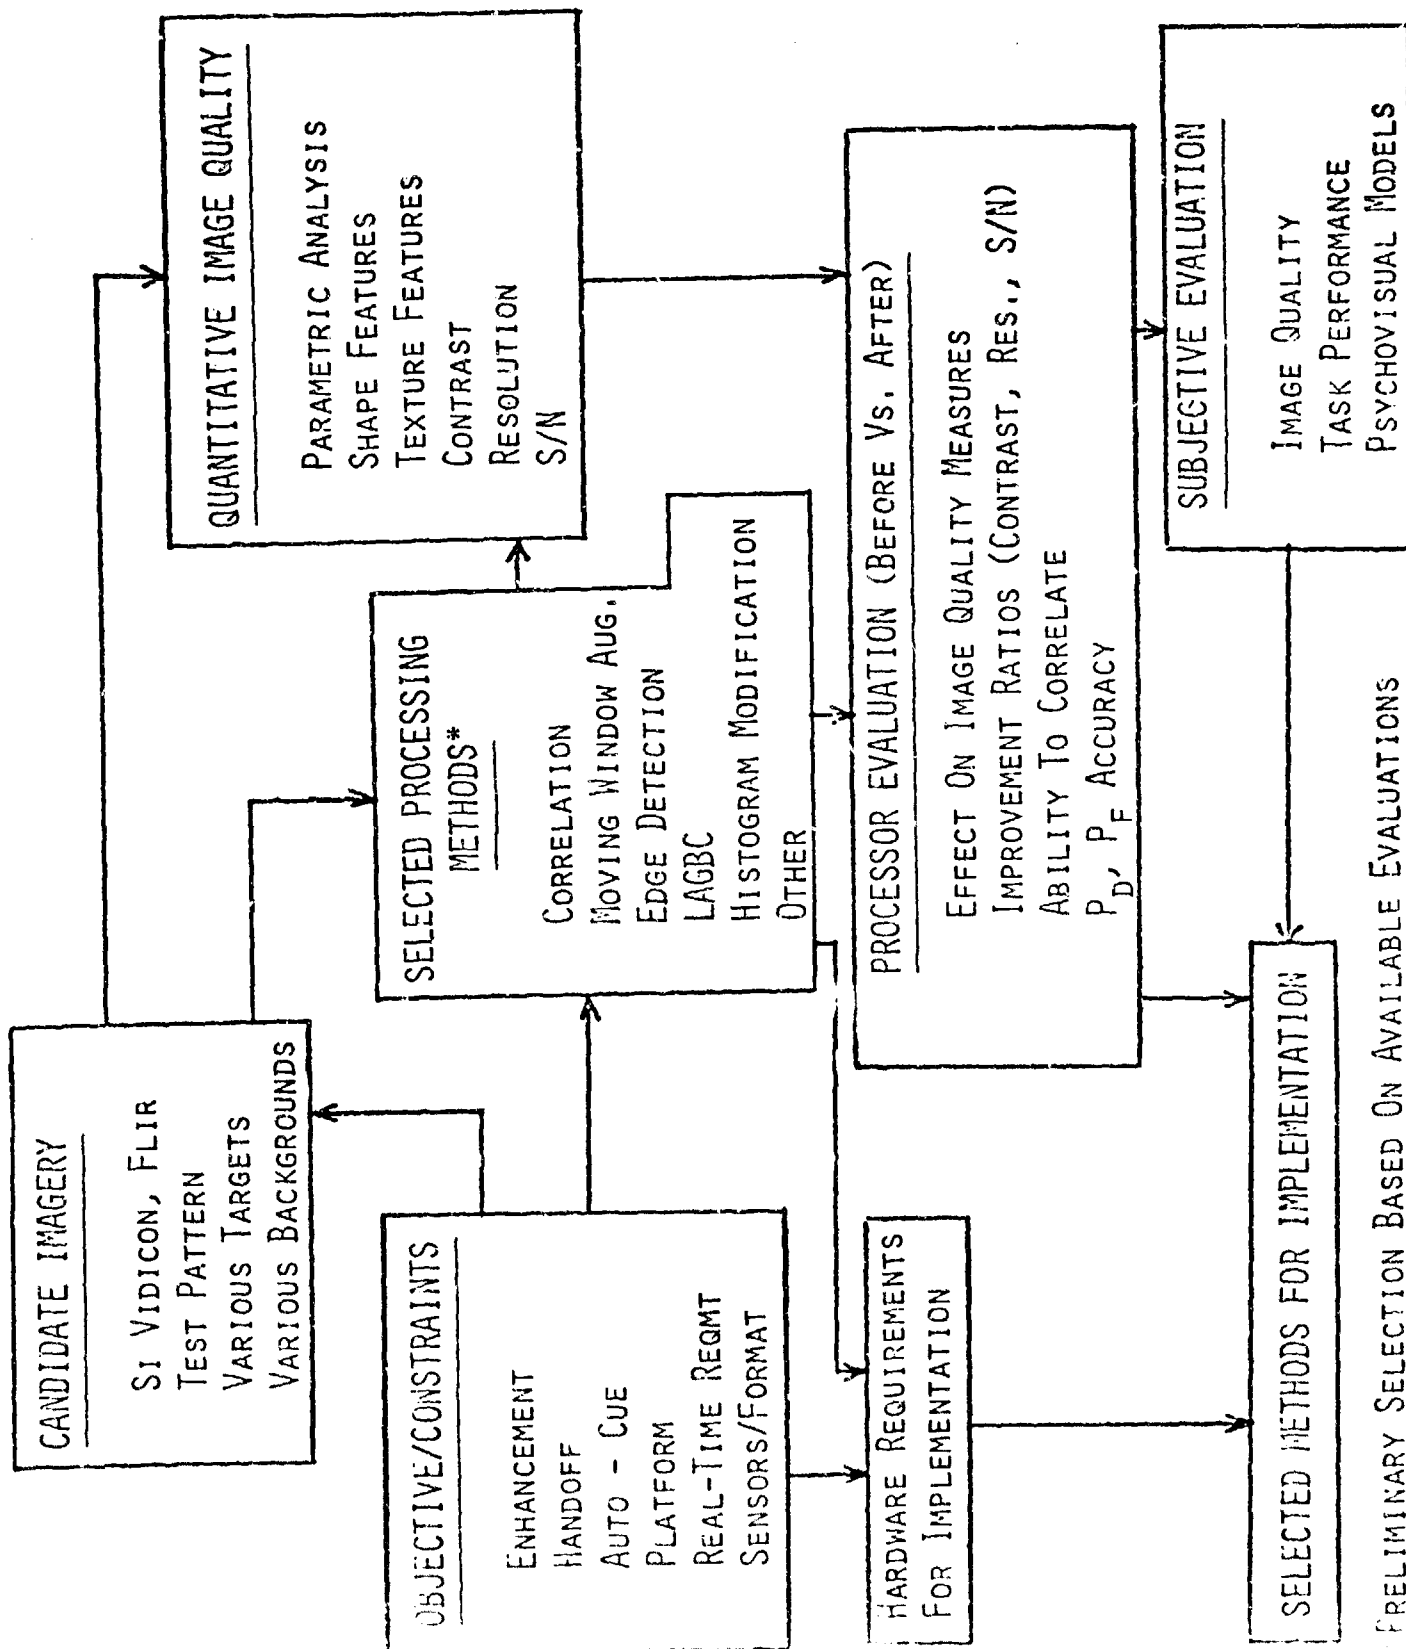 CANDIDATE IMAGERY
SI VIDICON, FLIR
TEST PATTERN
VARIOUS TARGETS
VARIOUS BACKGROUNDS
QUANTITATIVE IMAGE QUALITY
PARAMETRIC ANALYSIS
SHAPE FEATURES
TEXTURE FEATURES
CONTRAST
RESOLUTION
S/N
OBJECTIVE/CONSTRAINTS
ENHANCEMENT
HANDOFF
AUTO - CUE
PLATFORM
REAL-TIME REQMT
SENSORS/FORMAT
SELECTED PROCESSING
METHODS*
CORRELATION
MOVING WINDOW AUG.
EDGE DETECTION
LAGBC
HISTOGRAM MODIFICATION
OTHER
HARDWARE REQUIREMENTS
FOR IMPLEMENTATION
PROCESSOR EVALUATION (BEFORE VS. AFTER)
EFFECT ON IMAGE QUALITY MEASURES
IMPROVEMENT RATIOS (CONTRAST, RES., S/N)
ABILITY TO CORRELATE
P_D, P_F ACCURACY
SUBJECTIVE EVALUATION
IMAGE QUALITY
TASK PERFORMANCE
PSYCHOVISUAL MODELS
SELECTED METHODS FOR IMPLEMENTATION
PRELIMINARY SELECTION BASED ON AVAILABLE EVALUATIONS